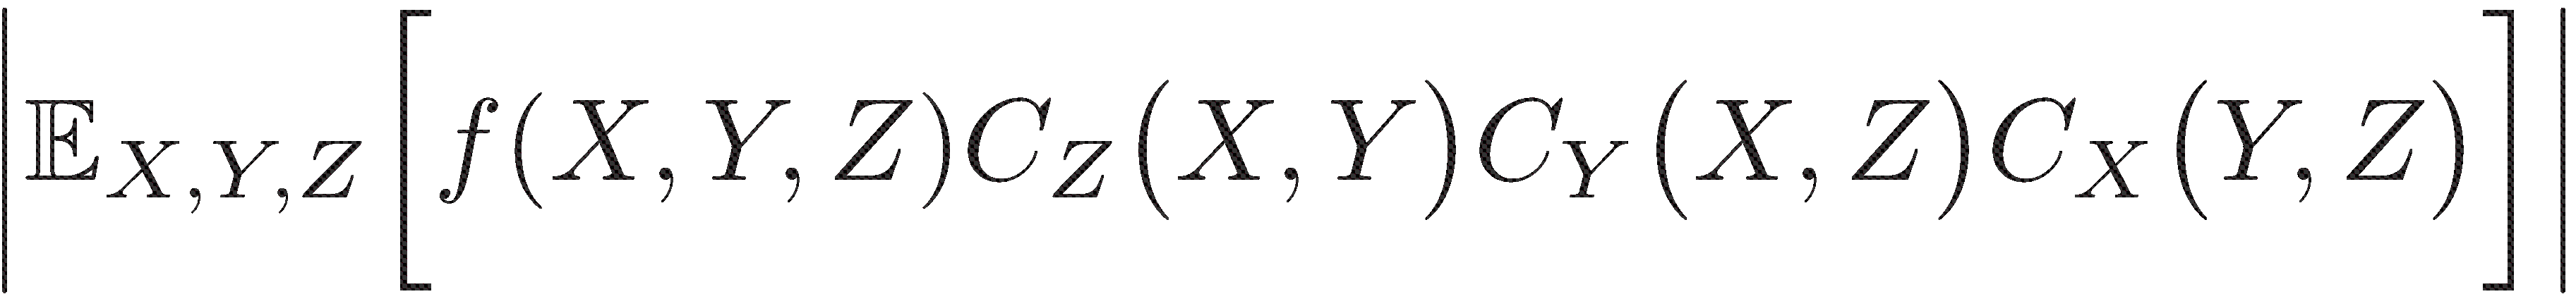 |𝔼_{X,Y,Z} [f(X, Y, Z)C_Z(X, Y)C_Y(X, Z)C_X(Y, Z)]|